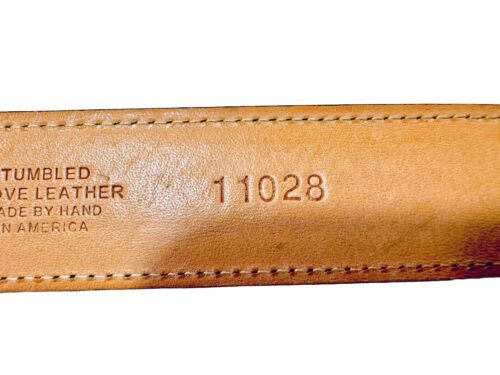 TUMBLED
OVE LEATHER
ADE BY HAND
N AMERICA
11028